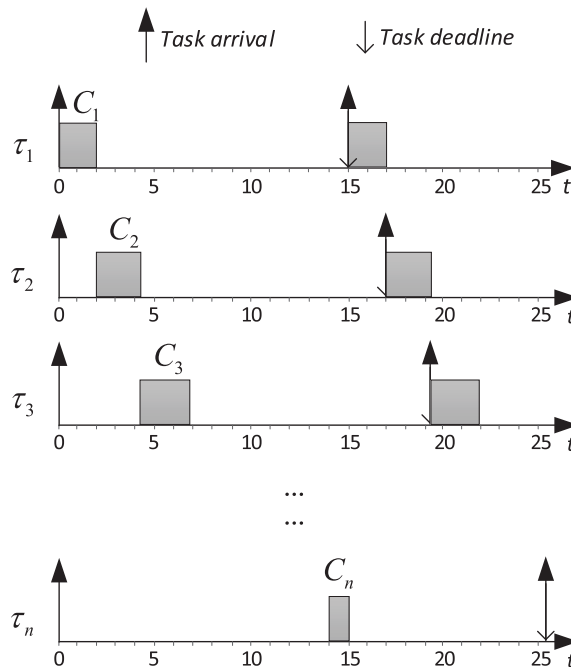 Task arrival Task deadline
C₁
τ₁
0 5 10 15 20 25 t
C₂
τ₂
0 5 10 15 20 25 t
C₃
τ₃
0 5 10 15 20 25 t
...
...
Cₙ
τₙ
0 5 10 15 20 25 t